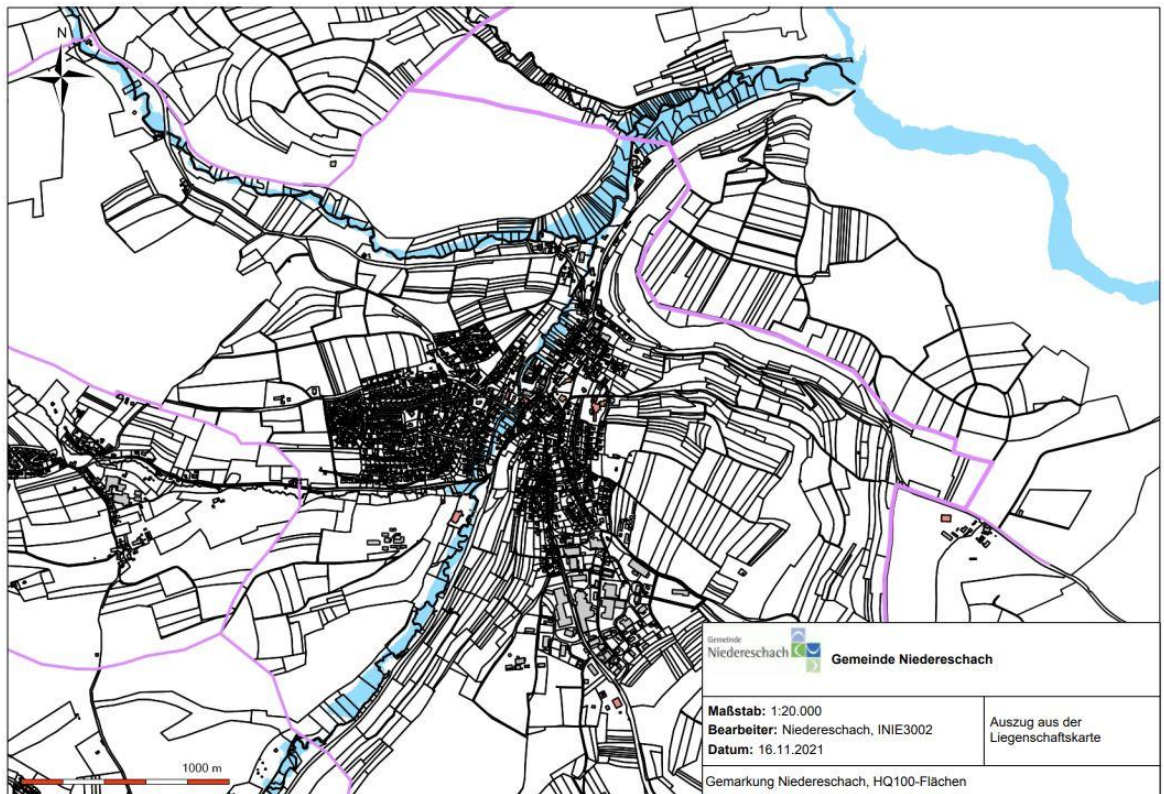 N
1000 m
Gemeinde
Niedereschach
Gemeinde Niedereschach
Maßstab: 1:20.000
Bearbeiter: Niedereschach, INIE3002
Datum: 16.11.2021
Auszug aus der
Liegenschaftskarte
Gemarkung Niedereschach, HQ100-Flächen